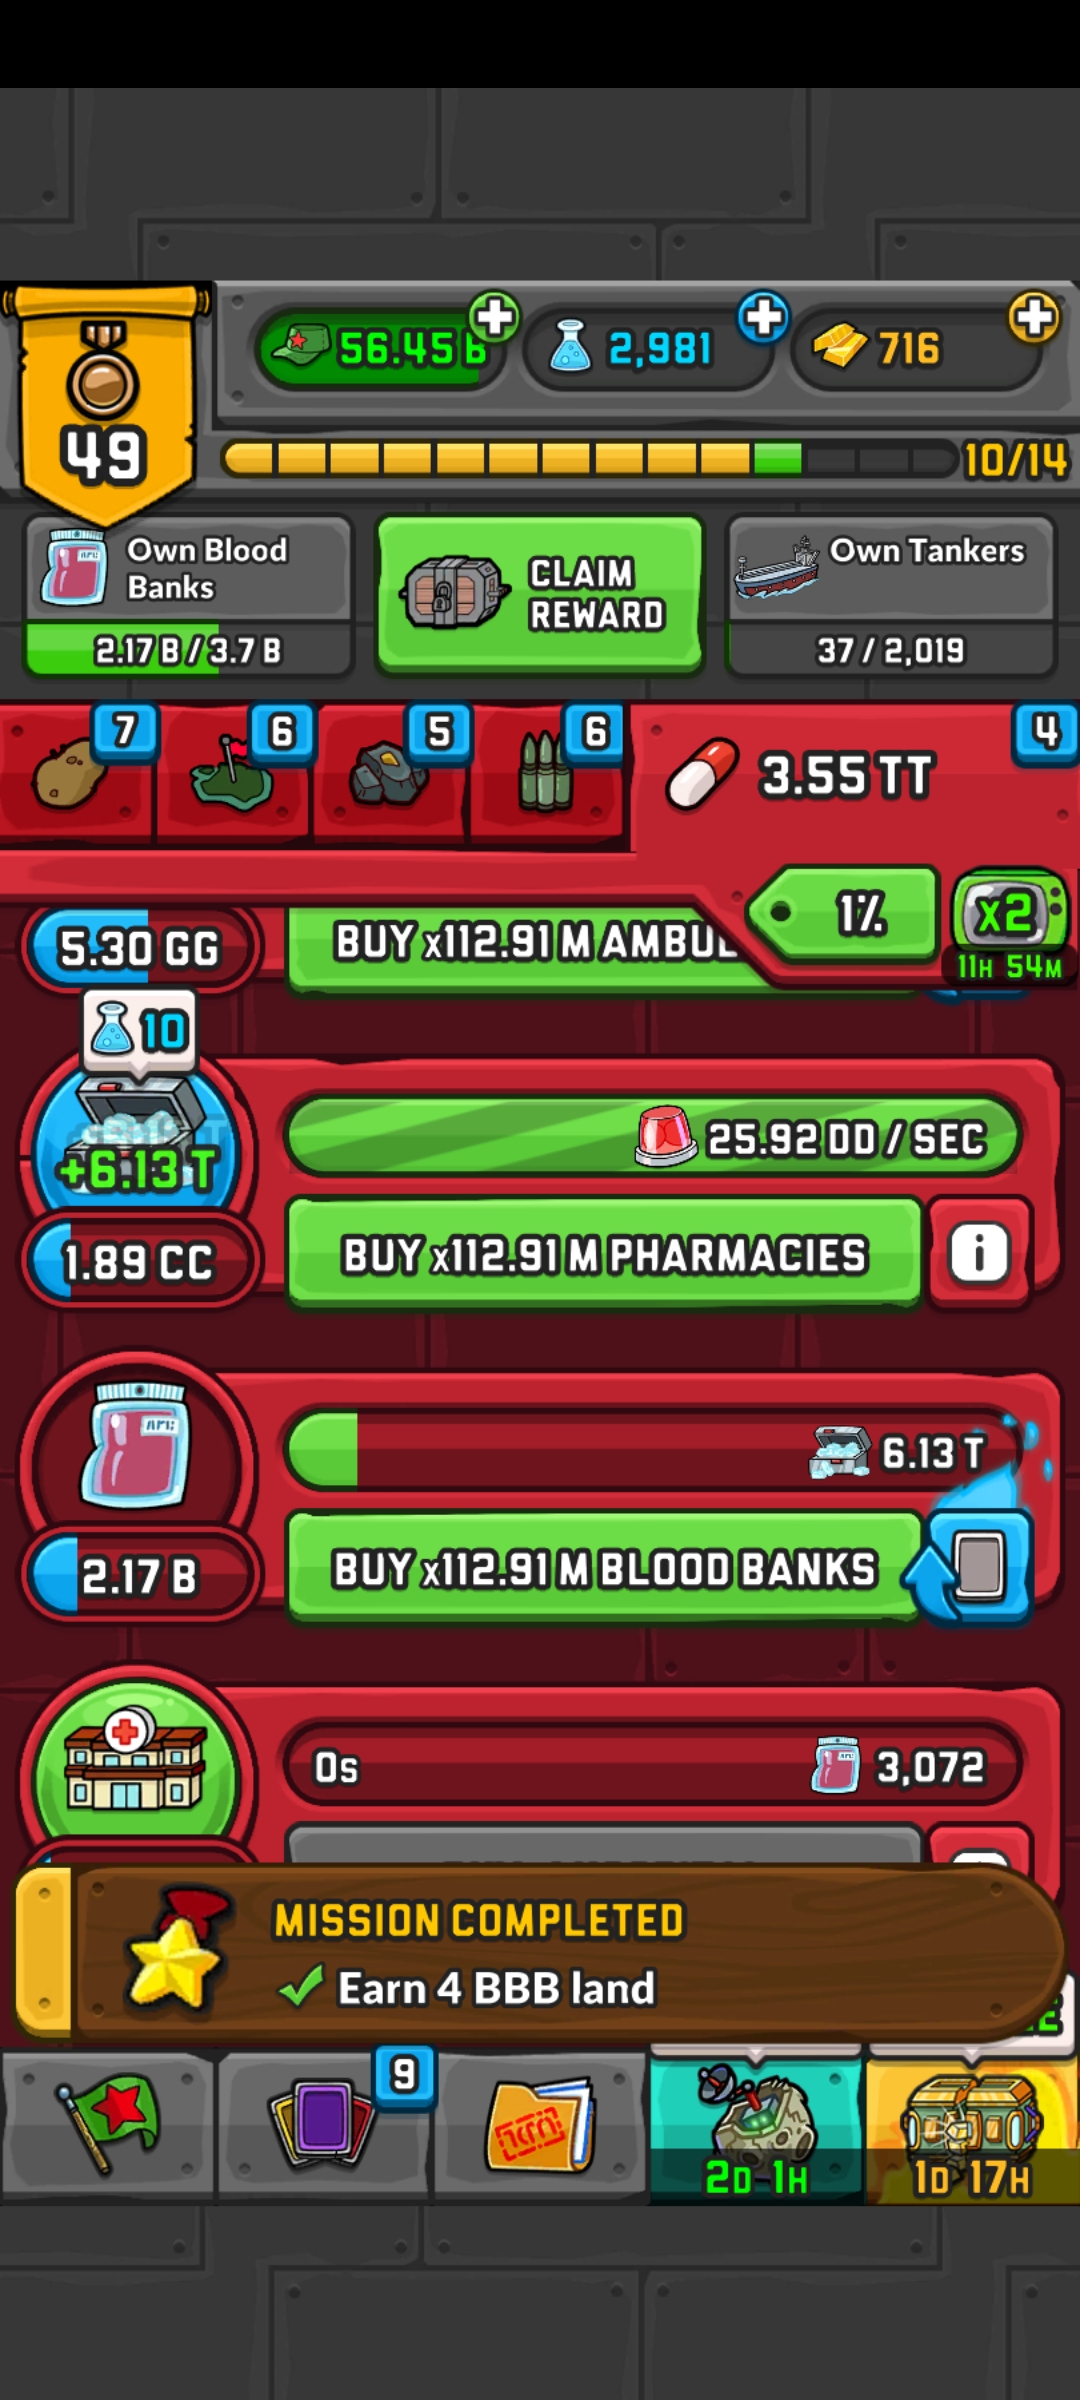 56.45 B
2,981
716
49
10/14
Own Blood
Banks
2.17 B / 3.7 B
CLAIM
REWARD
Own Tankers
37 / 2,019
7
6
5
6
4
3.55 TT
1%
x2
11H 54M
5.30 GG
BUY x112.91 M AMBUL
10
+6.13 T
25.92 DD / SEC
1.89 CC
BUY x112.91 M PHARMACIES
i
6.13 T
2.17 B
BUY x112.91 M BLOOD BANKS
0s
3,072
MISSION COMPLETED
Earn 4 BBB land
9
2D 1H
1D 17H